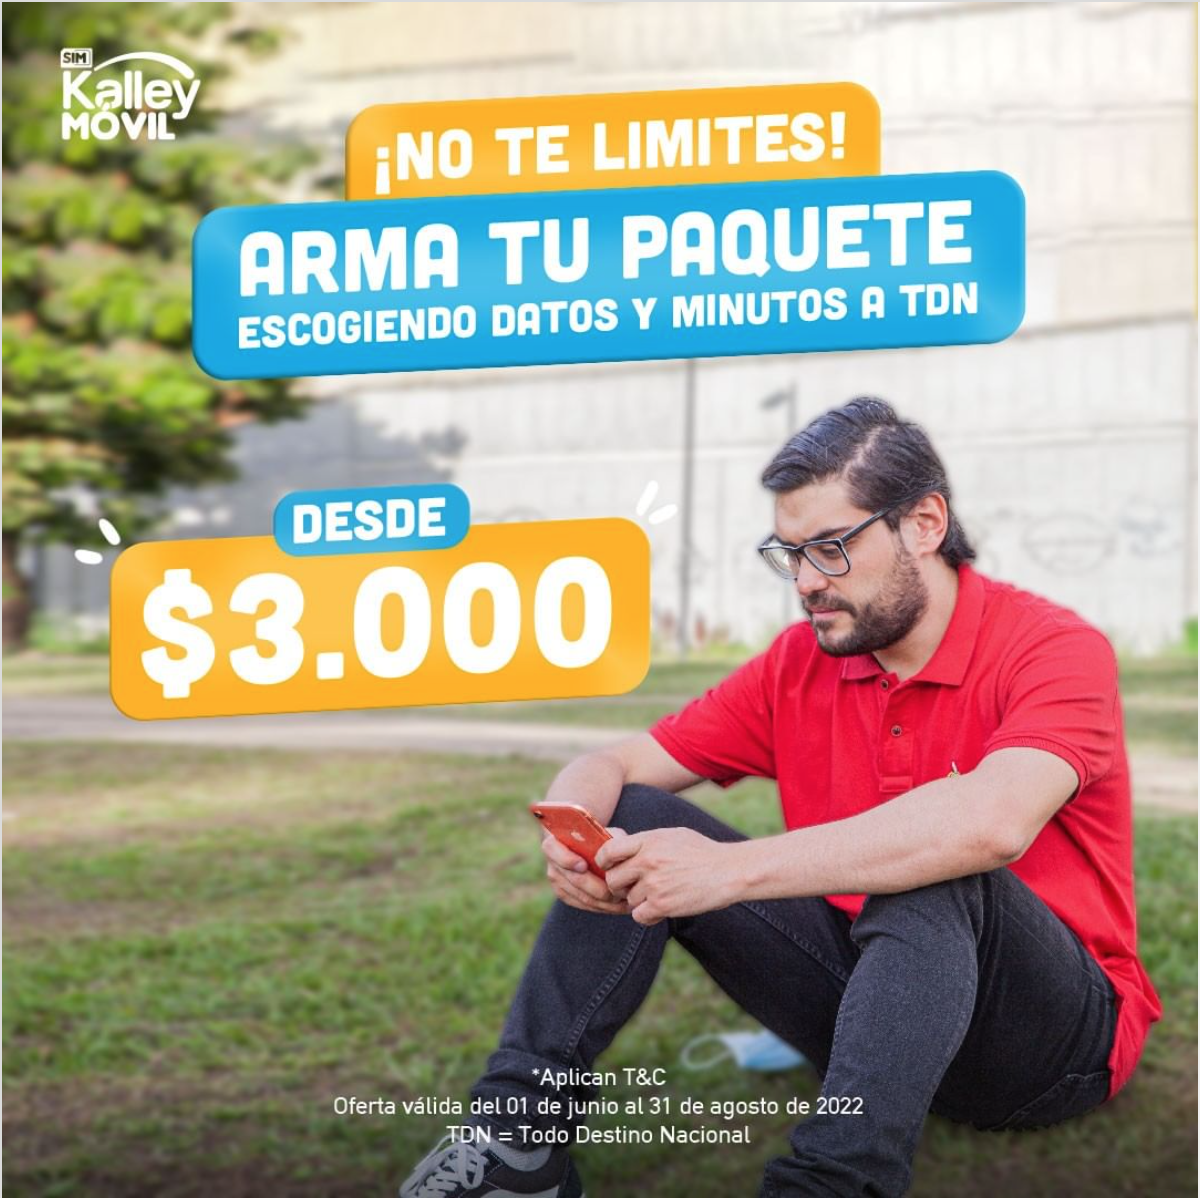 SIM
Kalley
MÓVIL
¡NO TE LIMITES!
ARMA TU PAQUETE
ESCOGIENDO DATOS Y MINUTOS A TDN
DESDE
$3.000
*Aplican T&C
Oferta válida del 01 de junio al 31 de agosto de 2022
TDN = Todo Destino Nacional